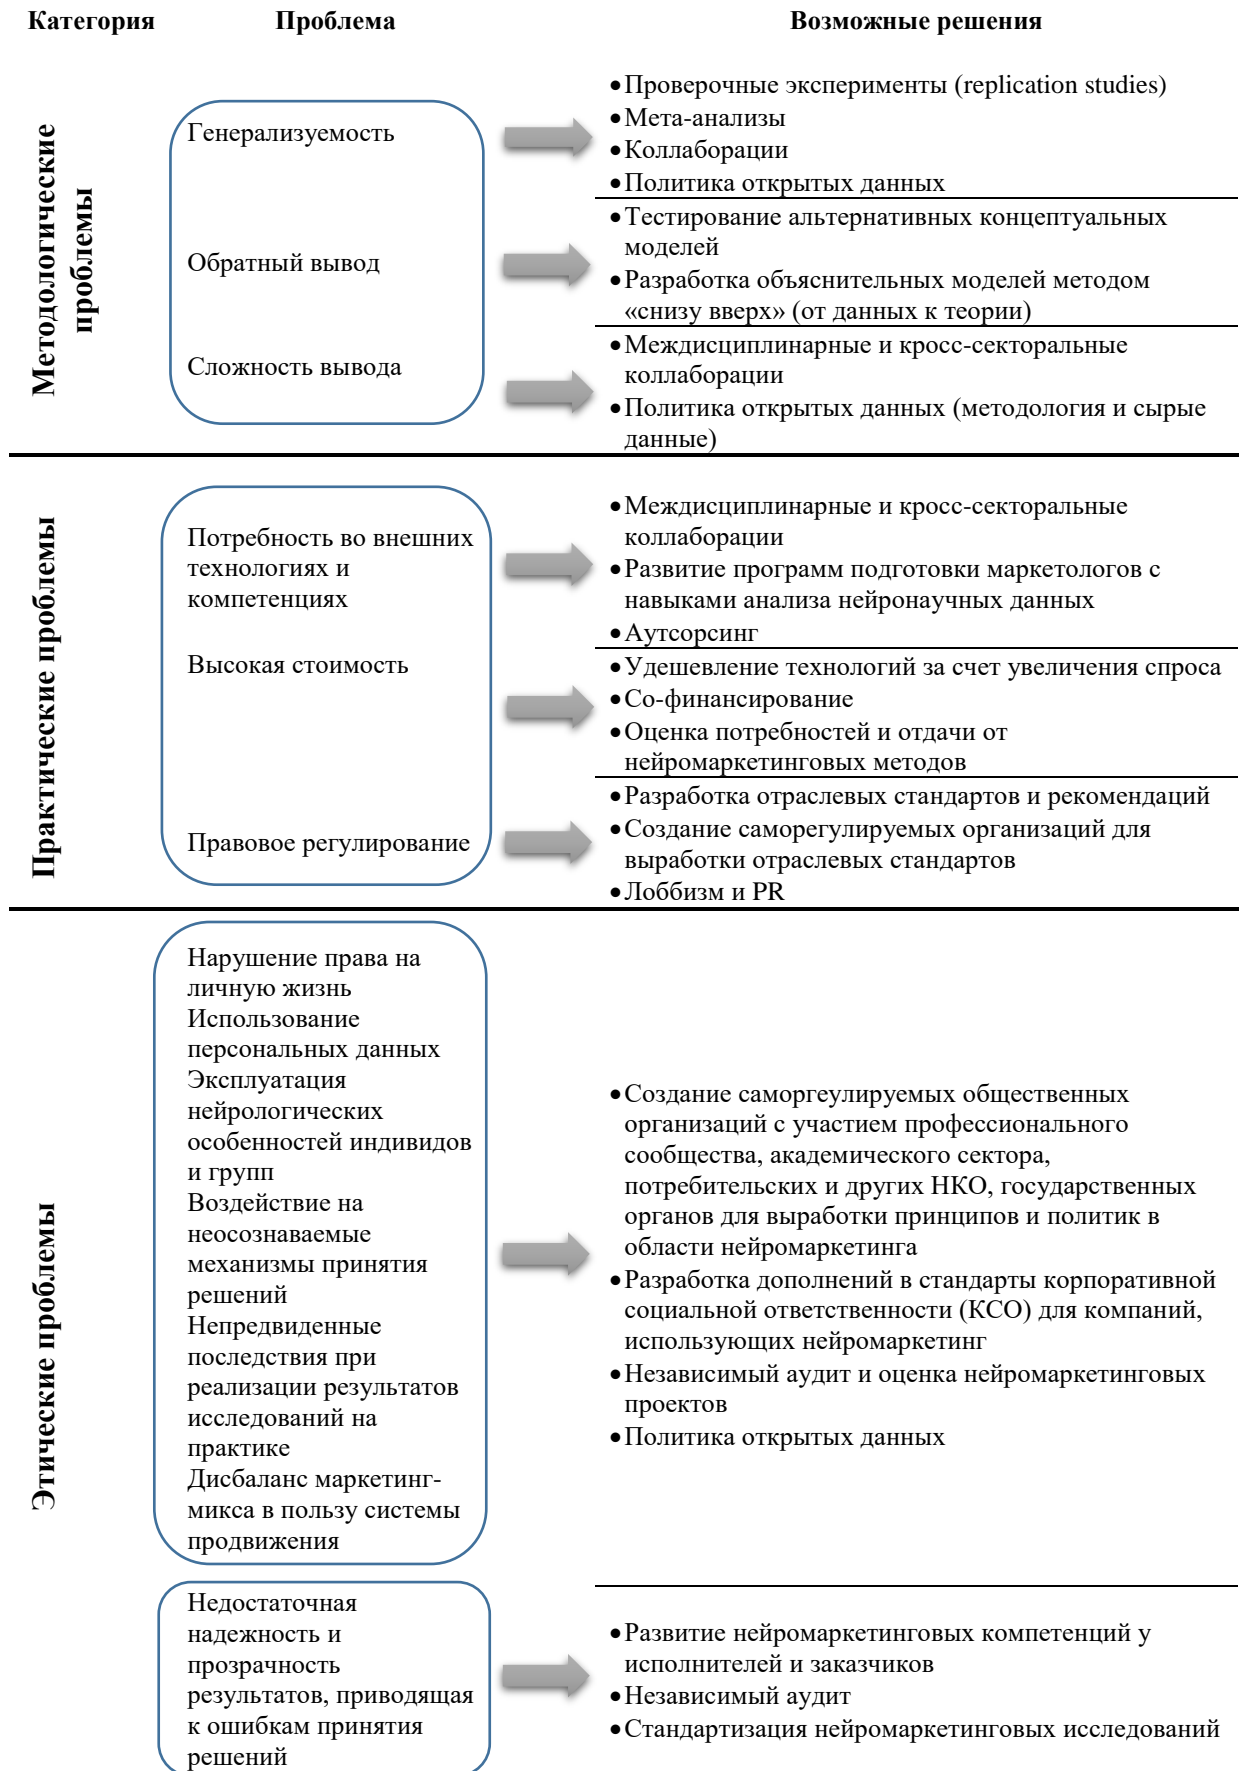 Категория Проблема Возможные решения
Методологические
проблемы
Генерализуемость
•Проверочные эксперименты (replication studies)
•Мета-анализы
•Коллаборации
•Политика открытых данных
Обратный вывод
•Тестирование альтернативных концептуальных
моделей
•Разработка объяснительных моделей методом
«снизу вверх» (от данных к теории)
Сложность вывода
•Междисциплинарные и кросс-секторальные
коллаборации
•Политика открытых данных (методология и сырые
данные)
Практические проблемы
Потребность во внешних
технологиях и
компетенциях
•Междисциплинарные и кросс-секторальные
коллаборации
•Развитие программ подготовки маркетологов с
навыками анализа нейронаучных данных
•Аутсорсинг
Высокая стоимость
•Удешевление технологий за счет увеличения спроса
•Со-финансирование
•Оценка потребностей и отдачи от
нейромаркетинговых методов
Правовое регулирование
•Разработка отраслевых стандартов и рекомендаций
•Создание саморегулируемых организаций для
выработки отраслевых стандартов
•Лоббизм и PR
Этические проблемы
Нарушение права на
личную жизнь
Использование
персональных данных
Эксплуатация
нейрологических
особенностей индивидов
и групп
Воздействие на
неосознаваемые
механизмы принятия
решений
Непредвиденные
последствия при
реализации результатов
исследований на
практике
Дисбаланс маркетинг-
микса в пользу системы
продвижения
•Создание саморгеулируемых общественных
организаций с участием профессионального
сообщества, академического сектора,
потребительских и других НКО, государственных
органов для выработки принципов и политик в
области нейромаркетинга
•Разработка дополнений в стандарты корпоративной
социальной ответственности (КСО) для компаний,
использующих нейромаркетинг
•Независимый аудит и оценка нейромаркетинговых
проектов
•Политика открытых данных
Недостаточная
надежность и
прозрачность
результатов, приводящая
к ошибкам принятия
решений
•Развитие нейромаркетинговых компетенций у
исполнителей и заказчиков
•Независимый аудит
•Стандартизация нейромаркетинговых исследований